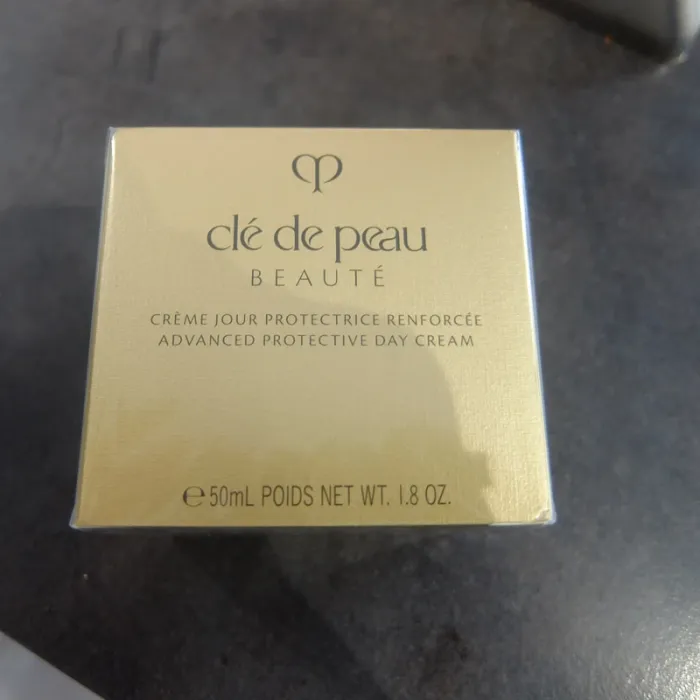 clé de peau
BEAUTÉ
CRÈME JOUR PROTECTRICE RENFORCÉE
ADVANCED PROTECTIVE DAY CREAM
℮ 50mL POIDS NET WT. 1.8 OZ.